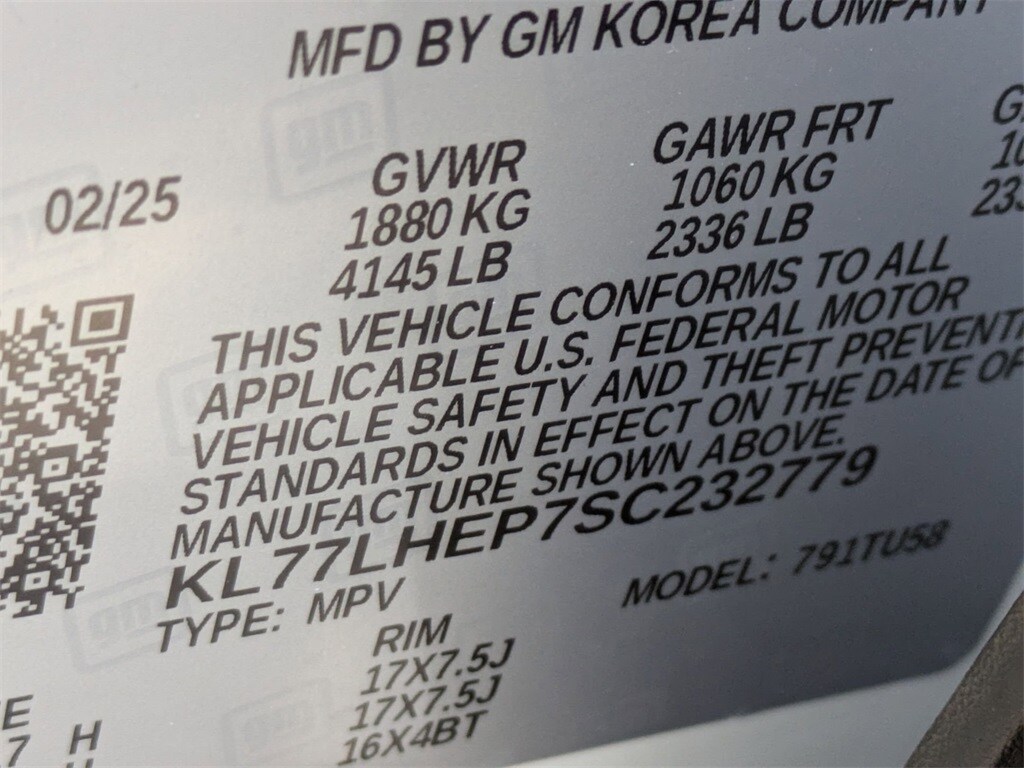 MFD BY GM KOREA COMPANY
02/25 GVWR GAWR FRT
1880 KG 1060 KG
4145 LB 2336 LB
THIS VEHICLE CONFORMS TO ALL
APPLICABLE U.S. FEDERAL MOTOR
VEHICLE SAFETY AND THEFT PREVENTI
STANDARDS IN EFFECT ON THE DATE OF
MANUFACTURE SHOWN ABOVE.
KL77LHEP7SC232779
TYPE: MPV MODEL: 791TU58
RIM
17X7.5J
E 17X7.5J
7 H 16X4BT